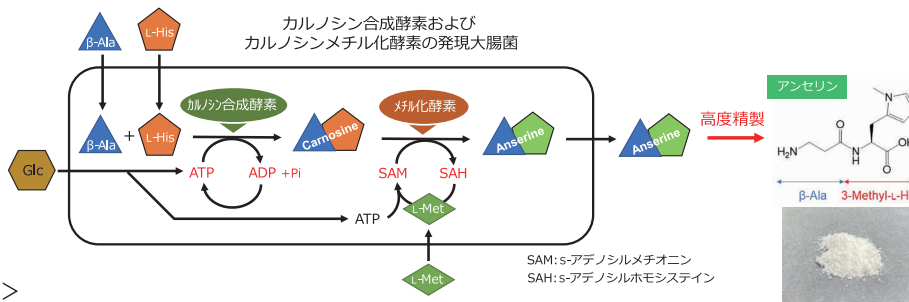 カルノシン合成酵素および
カルノシンメチル化酵素の発現大腸菌
β-Ala
L-His
カルノシン合成酵素
メチル化酵素
アンセリン
β-Ala
+
L-His
Carnosine
Anserine
Anserine
高度精製
Glc
ATP
ADP +Pi
SAM
SAH
ATP
L-Met
L-Met
N
N
H₂N
O
N
H
O
OH
β-Ala
3-Methyl-L-H
SAM:s-アデノシルメチオニン
SAH:s-アデノシルホモシステイン
>